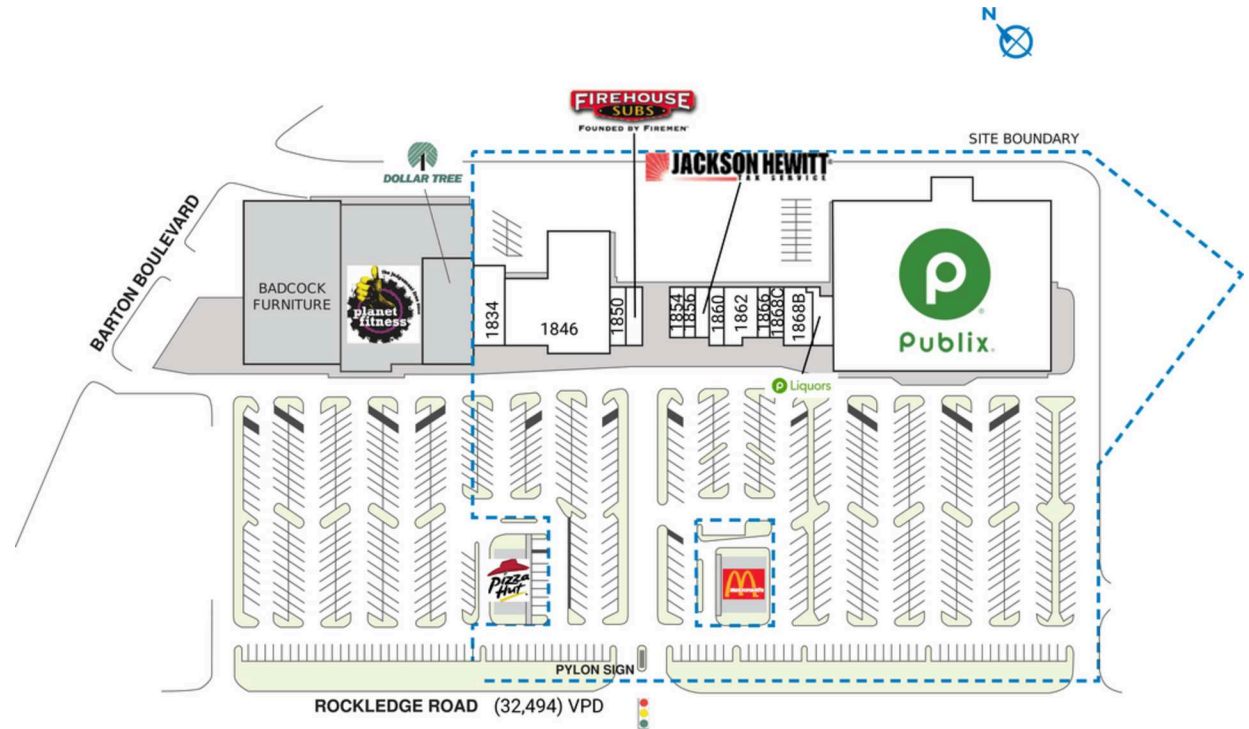 N
FIREHOUSE
SUBS
FOUNDED BY FIREMEN
SITE BOUNDARY
JACKSON HEWITT
TAX SERVICE
DOLLAR TREE
BARTON BOULEVARD
BADCOCK
FURNITURE
planet
fitness
1834
1846
1850
1854
1856
1860
1862
1866
1868C
1868B
P
Publix.
P Liquors
Pizza
Hut
M
PYLON SIGN
ROCKLEDGE ROAD (32,494) VPD